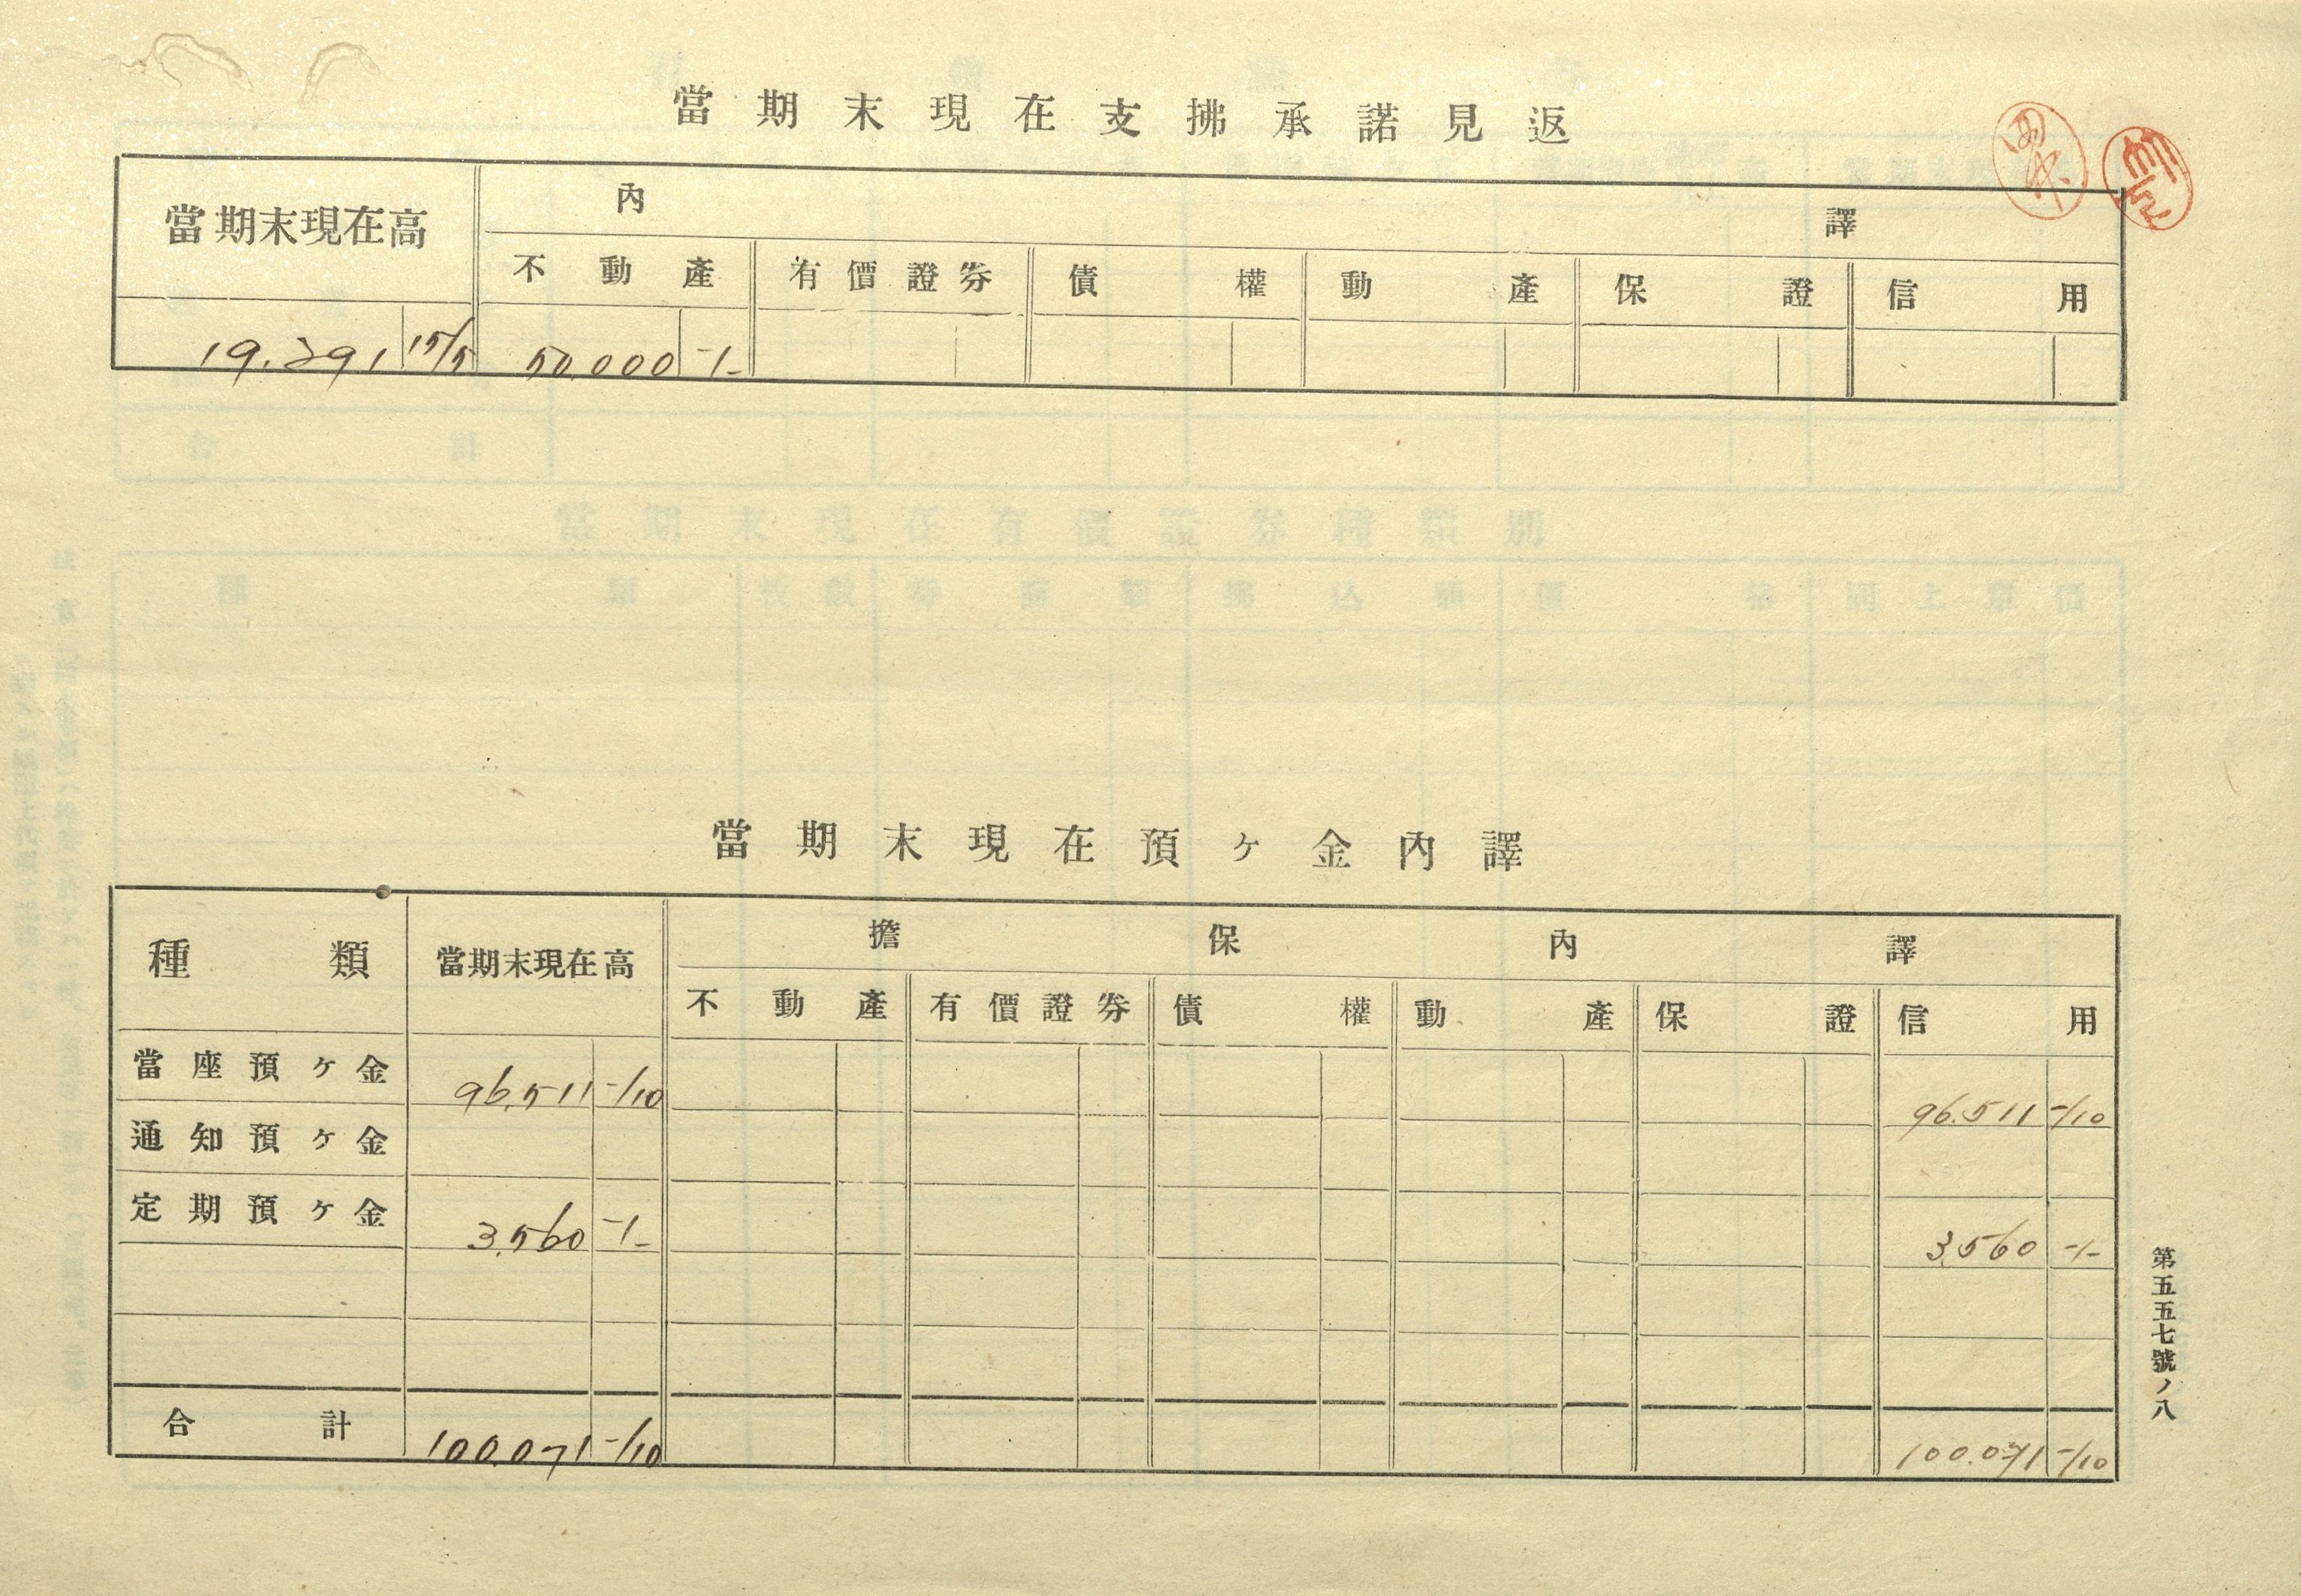 當期末現在支拂承諾見返
當期末現在高 內譯
不動產 有價證券 債權 動產 保證 信用
19.291 15/5 50.000 -/-
當期末現在預ヶ金內譯
種類 當期末現在高 擔保內譯
不動產 有價證券 債權 動產 保證 信用
當座預ヶ金 96.511 -/10 96.511 -/10
通知預ヶ金
定期預ヶ金 3.560 -/- 3.560 -/-
合計 100.071 -/10 100.071 -/10
第五五七號ノ八